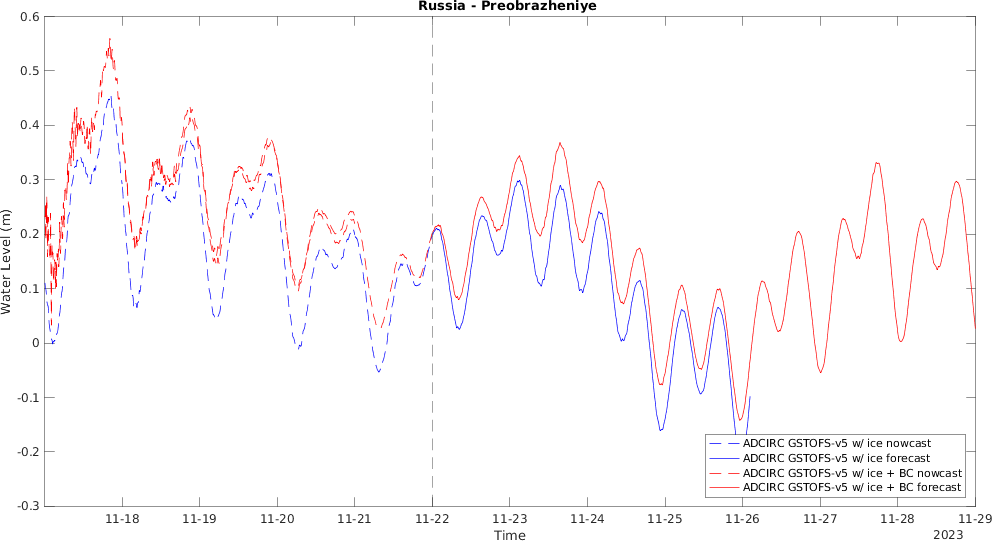 Russia - Preobrazheniye
0.6
0.5
0.4
0.3
0.2
0.1
0
-0.1
-0.2
-0.3
Water Level (m)
ADCIRC GSTOFS-v5 w/ ice nowcast
ADCIRC GSTOFS-v5 w/ ice forecast
ADCIRC GSTOFS-v5 w/ ice + BC nowcast
ADCIRC GSTOFS-v5 w/ ice + BC forecast
11-18 11-19 11-20 11-21 11-22 11-23 11-24 11-25 11-26 11-27 11-28 11-29
Time
2023